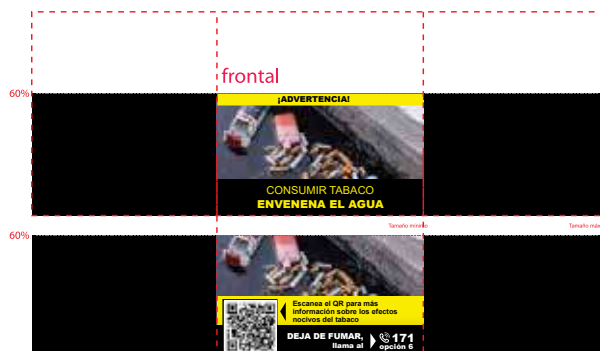 frontal
60%
¡ADVERTENCIA!
CONSUMIR TABACO
ENVENENA EL AGUA
Tamaño mínimo
Tamaño máx
60%
Escanea el QR para más
información sobre los efectos
nocivos del tabaco
DEJA DE FUMAR,
llama al
171
opción 6